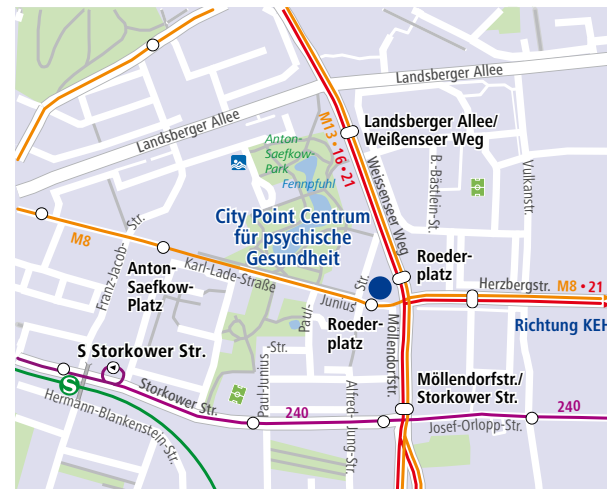 Landsberger Allee
Landsberger Allee
Landsberger Allee/
Weißenseer Weg
M13 • 16 • 21
Weissenseer Weg
Anton-
Saefkow-
Park
Fennpfuhl
B.-Bästlein-St.
Vulkanstr.
City Point Centrum
für psychische
Gesundheit
M8
Franz-Jacob-
Str.
Anton-
Saefkow-
Platz
Karl-Lade-Straße
Junius
Str.
Paul-
Roeder-
platz
Roeder-
platz
Herzbergstr.
M8 • 21
Richtung KEH
Möllendorfstr.
S Storkower Str.
Storkower Str.
S
Hermann-Blankenstein-Str.
Paul-Junius
-Str.
240
Alfred-
Jung-Str.
Möllendorfstr./
Storkower Str.
Josef-Orlopp-Str.
240